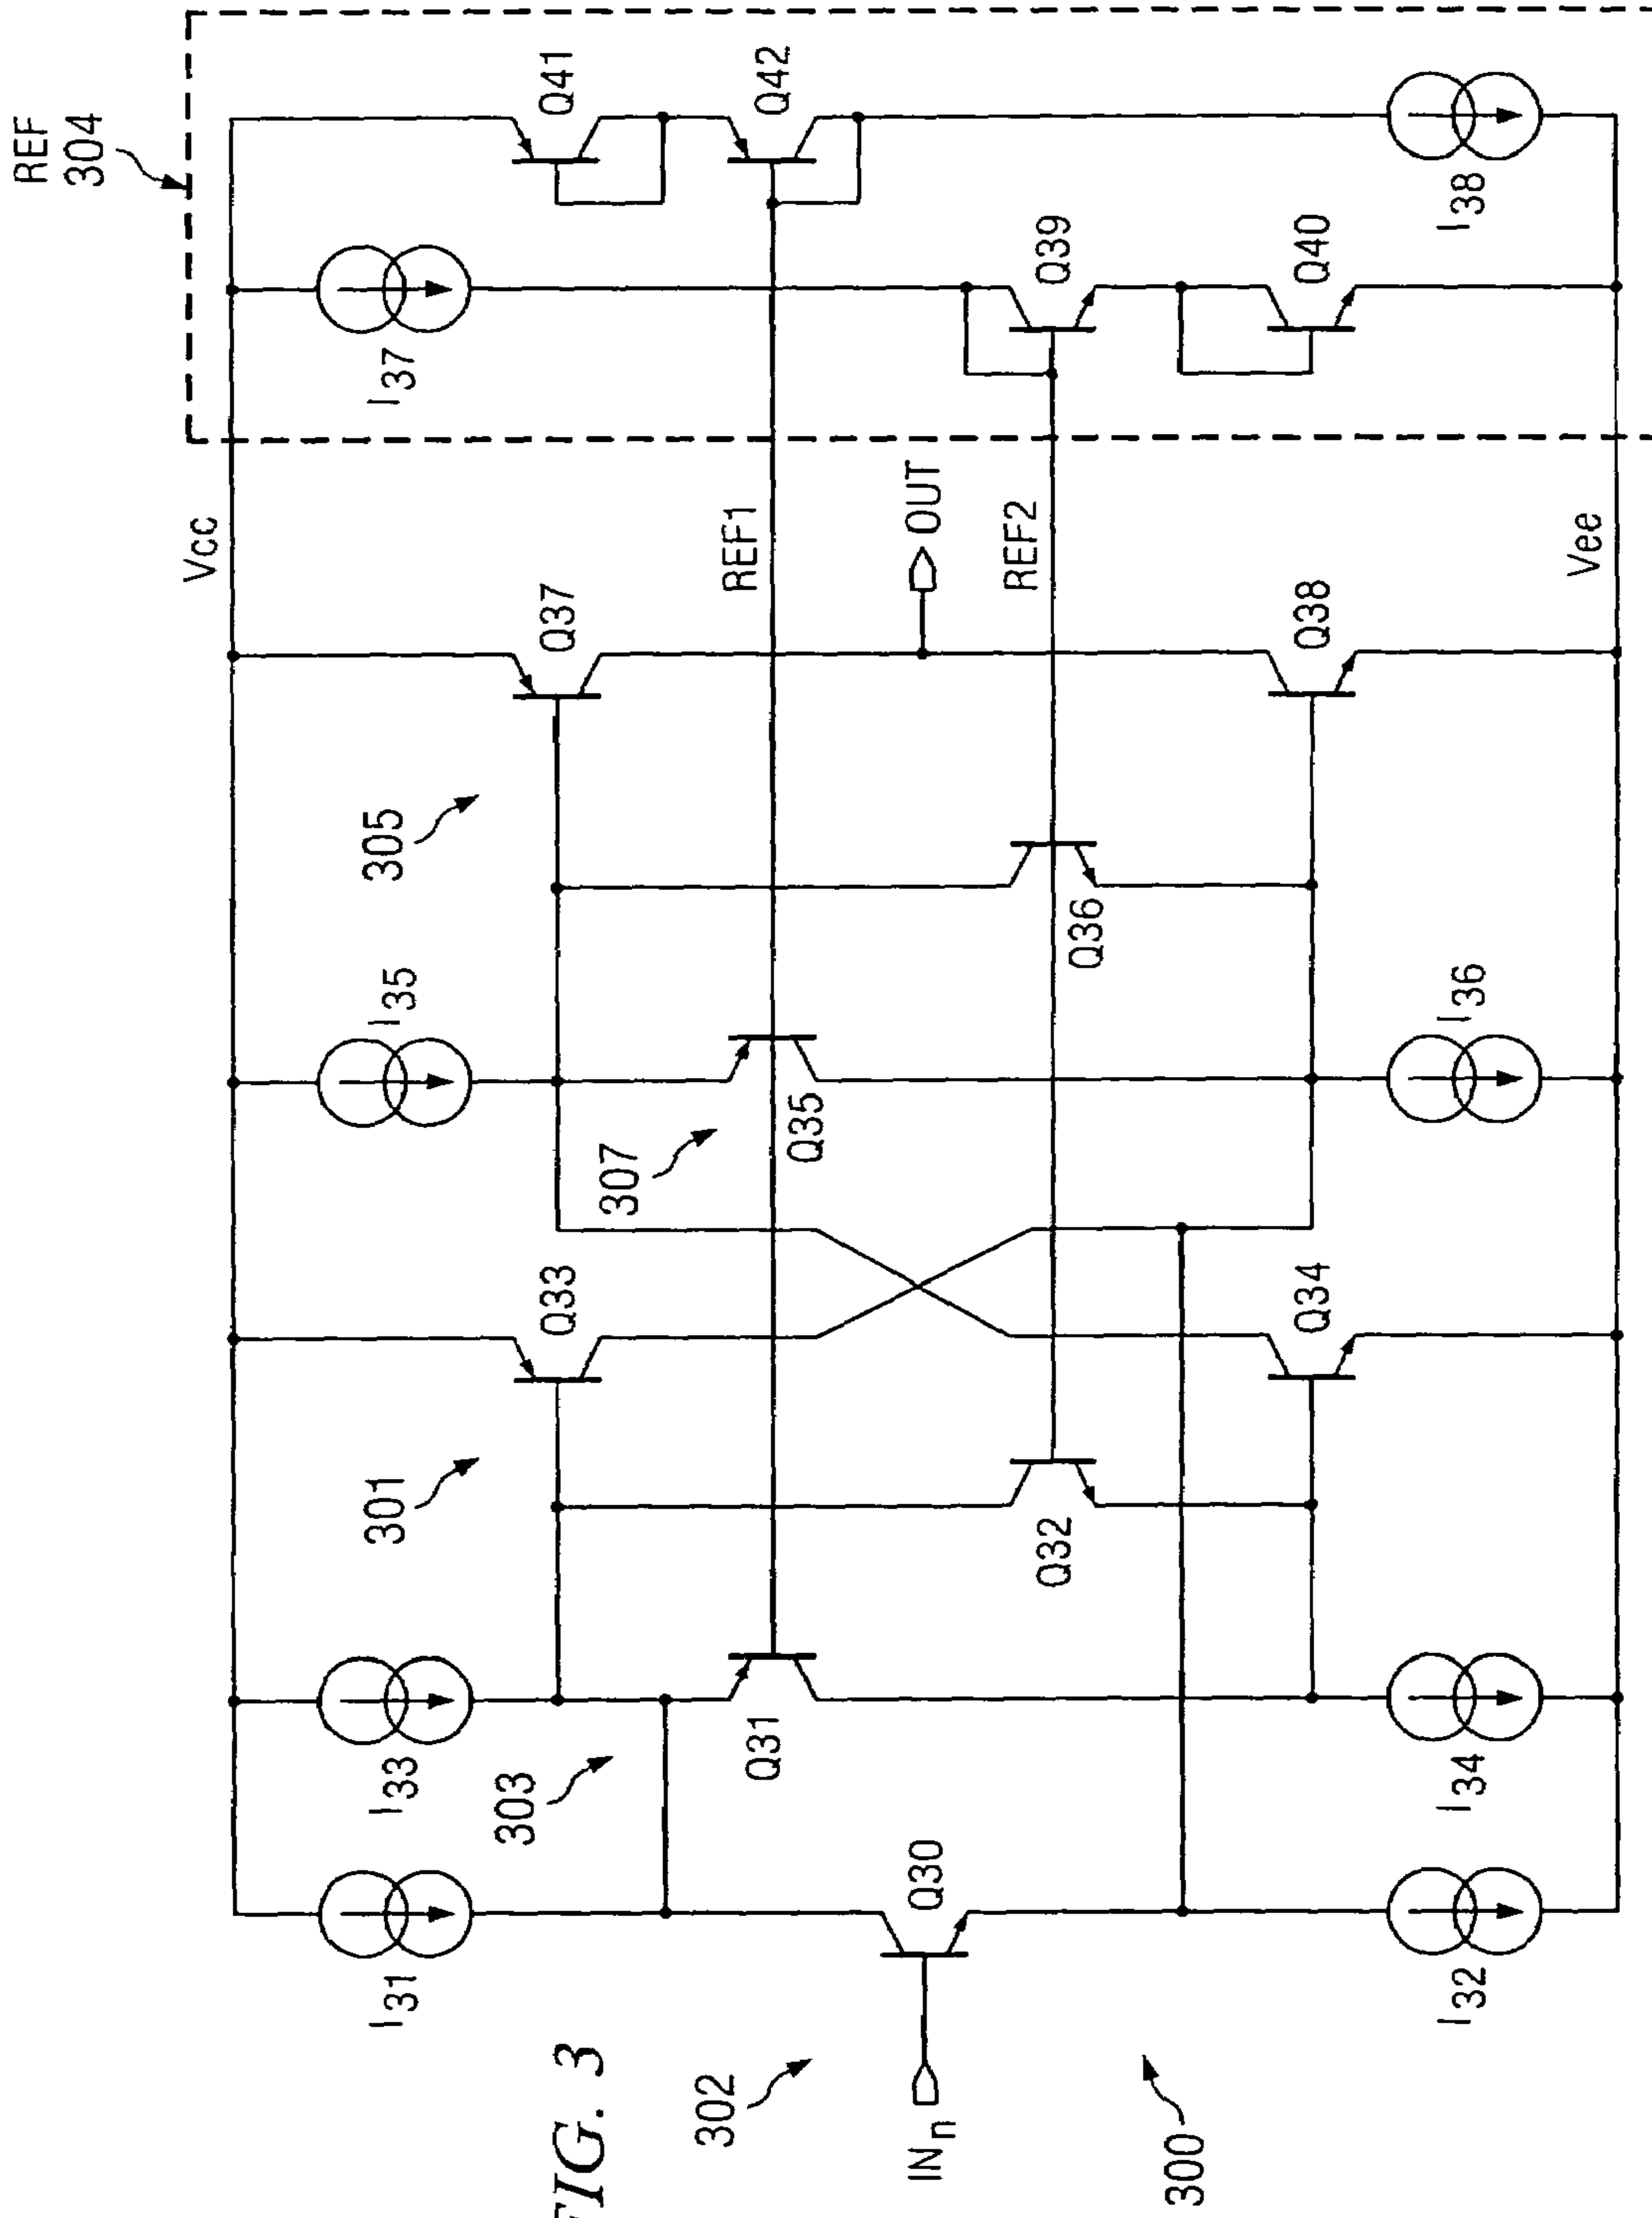 REF
304
Q41
Q42
I37
Q39
Q40
I38
Vcc
REF1
OUT
REF2
Vee
Q37
Q38
305
Q36
I35
307
Q35
I36
Q33
Q34
301
Q32
I33
303
Q31
I34
I31
Q30
I32
FIG. 3
302
INn
300